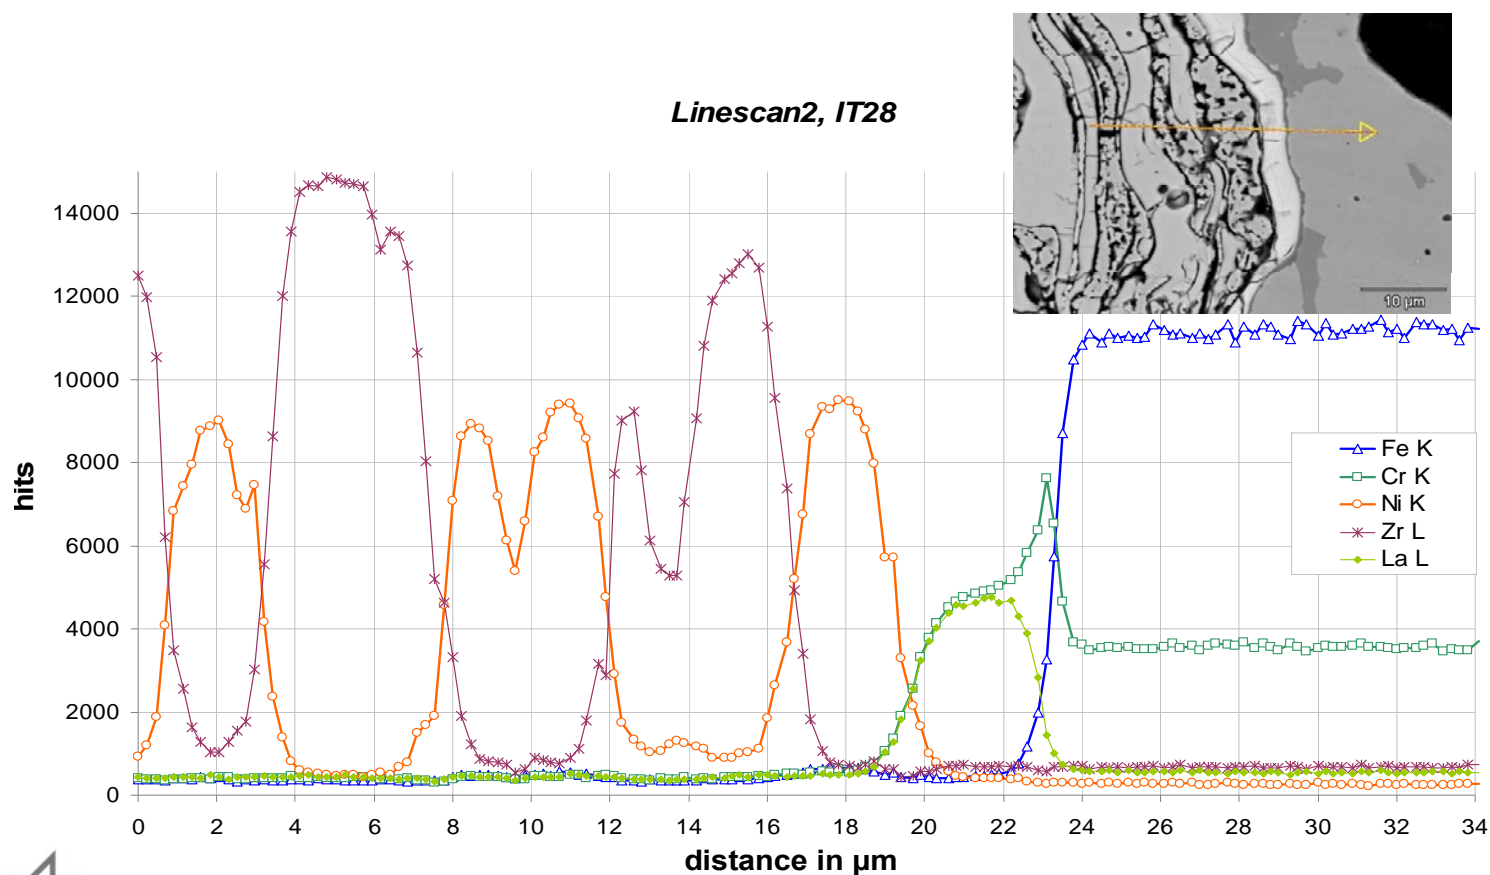 Linescan2, IT28
10 µm
14000
12000
10000
8000
6000
4000
2000
0
hits
Fe K
Cr K
Ni K
Zr L
La L
0 2 4 6 8 10 12 14 16 18 20 22 24 26 28 30 32 34
distance in µm